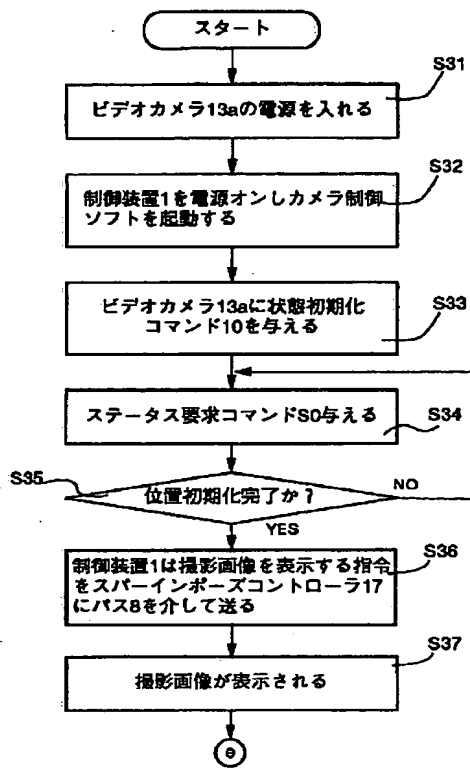 スタート
S31
ビデオカメラ13aの電源を入れる
S32
制御装置1を電源オンしカメラ制御
ソフトを起動する
S33
ビデオカメラ13aに状態初期化
コマンド10を与える
ステータス要求コマンドS0与える
S34
S35
位置初期化完了か?
NO
YES
S36
制御装置1は撮影画像を表示する指令
をスパーインポーズコントローラ17
にバス8を介して送る
S37
撮影画像が表示される
e